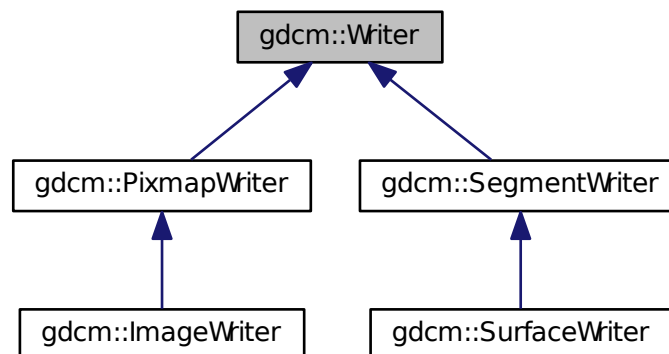 gdcm::Writer
gdcm::PixmapWriter
gdcm::SegmentWriter
gdcm::ImageWriter
gdcm::SurfaceWriter